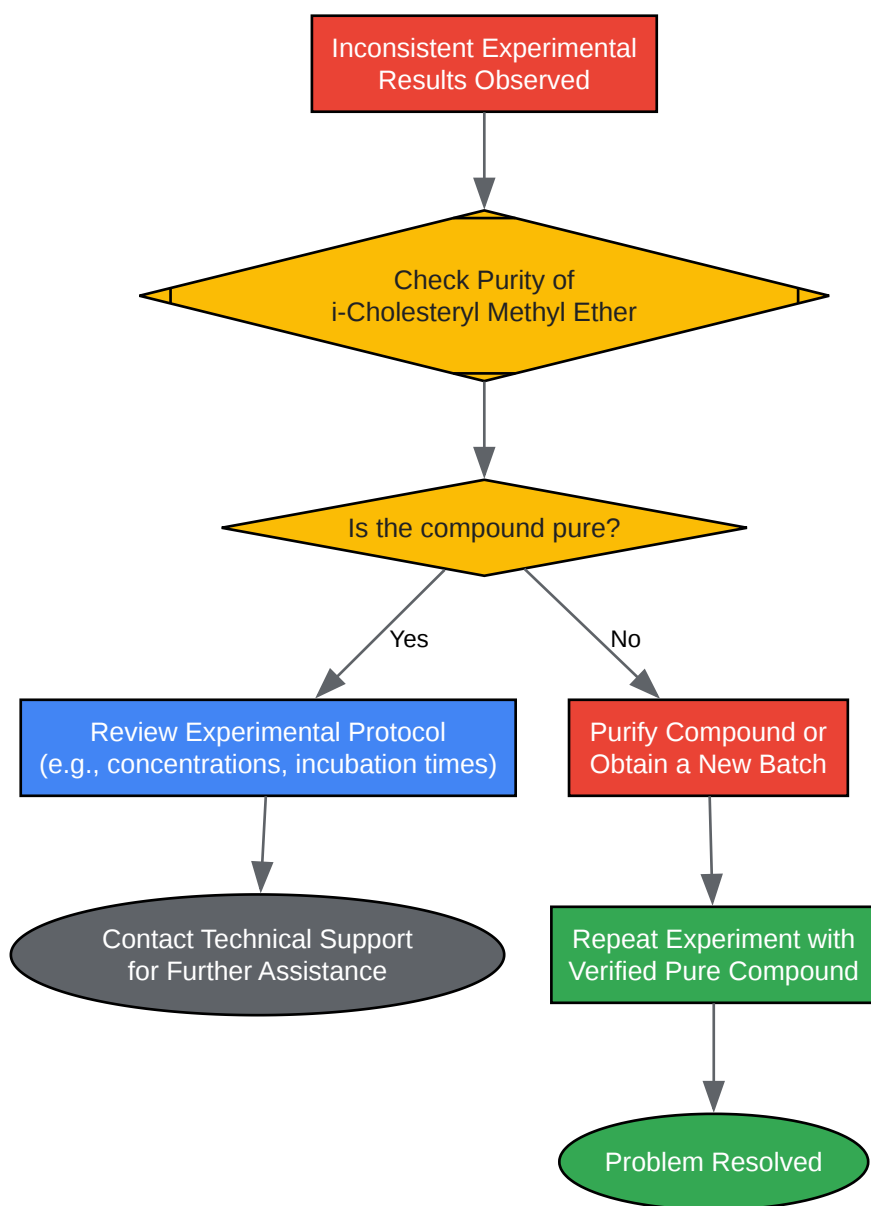 Inconsistent Experimental
Results Observed
Check Purity of
i-Cholesteryl Methyl Ether
Is the compound pure?
Yes
No
Review Experimental Protocol
(e.g., concentrations, incubation times)
Purify Compound or
Obtain a New Batch
Contact Technical Support
for Further Assistance
Repeat Experiment with
Verified Pure Compound
Problem Resolved